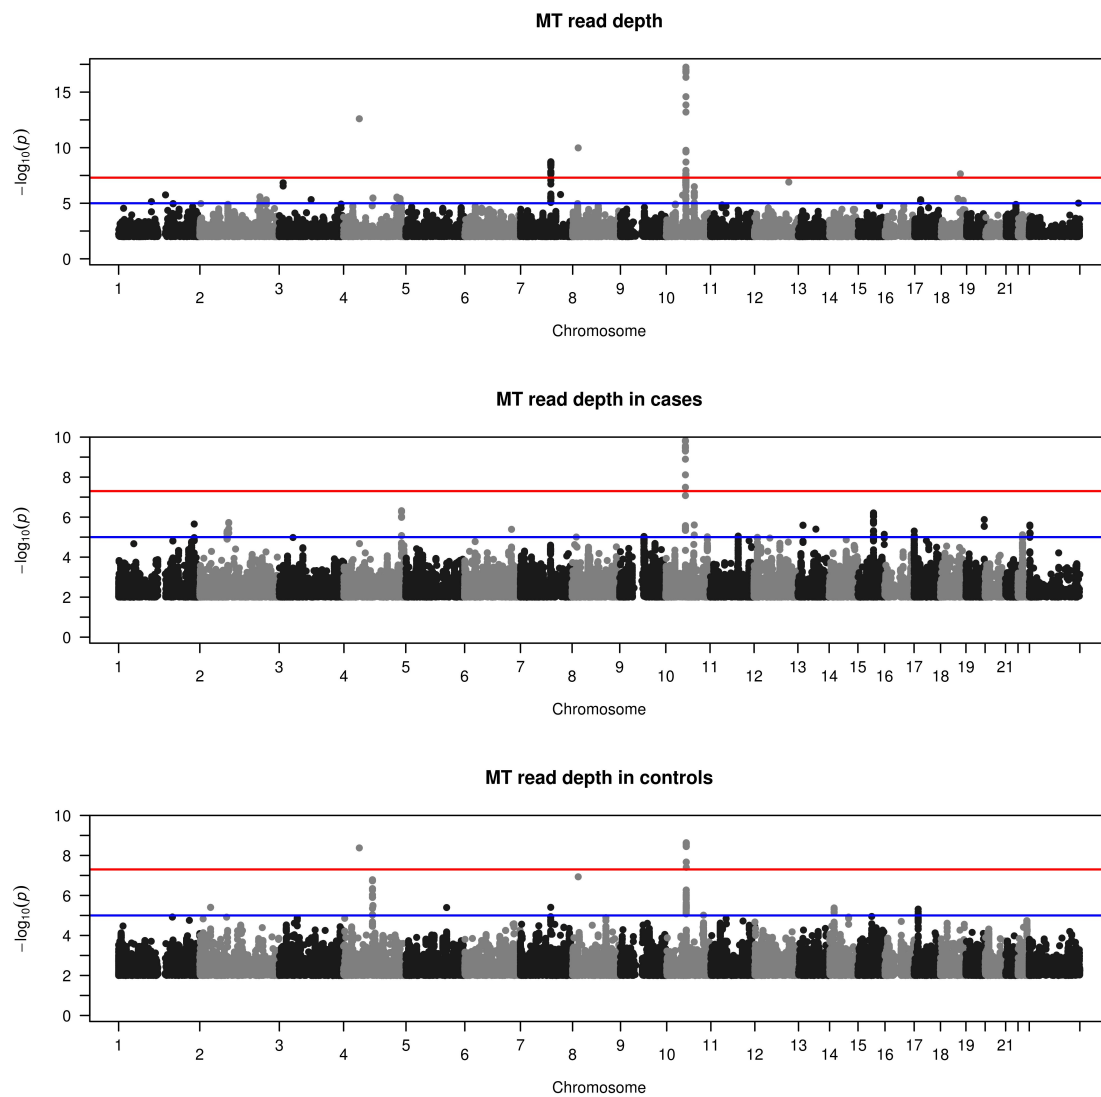 MT read depth
15
10
5
0
−log10(p)
1 2 3 4 5 6 7 8 9 10 11 12 13 14 15 16 17 18 19 21
Chromosome
MT read depth in cases
10
8
6
4
2
0
−log10(p)
1 2 3 4 5 6 7 8 9 10 11 12 13 14 15 16 17 18 19 21
Chromosome
MT read depth in controls
10
8
6
4
2
0
−log10(p)
1 2 3 4 5 6 7 8 9 10 11 12 13 14 15 16 17 18 19 21
Chromosome